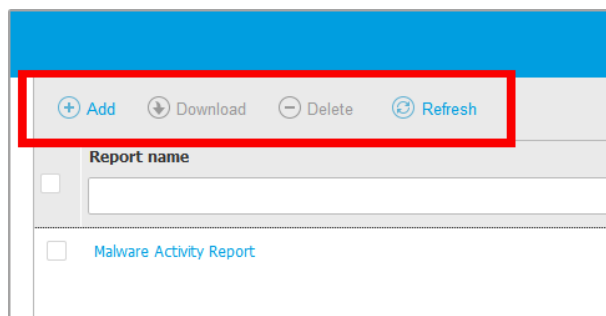 Add Download Delete Refresh
Report name
Malware Activity Report